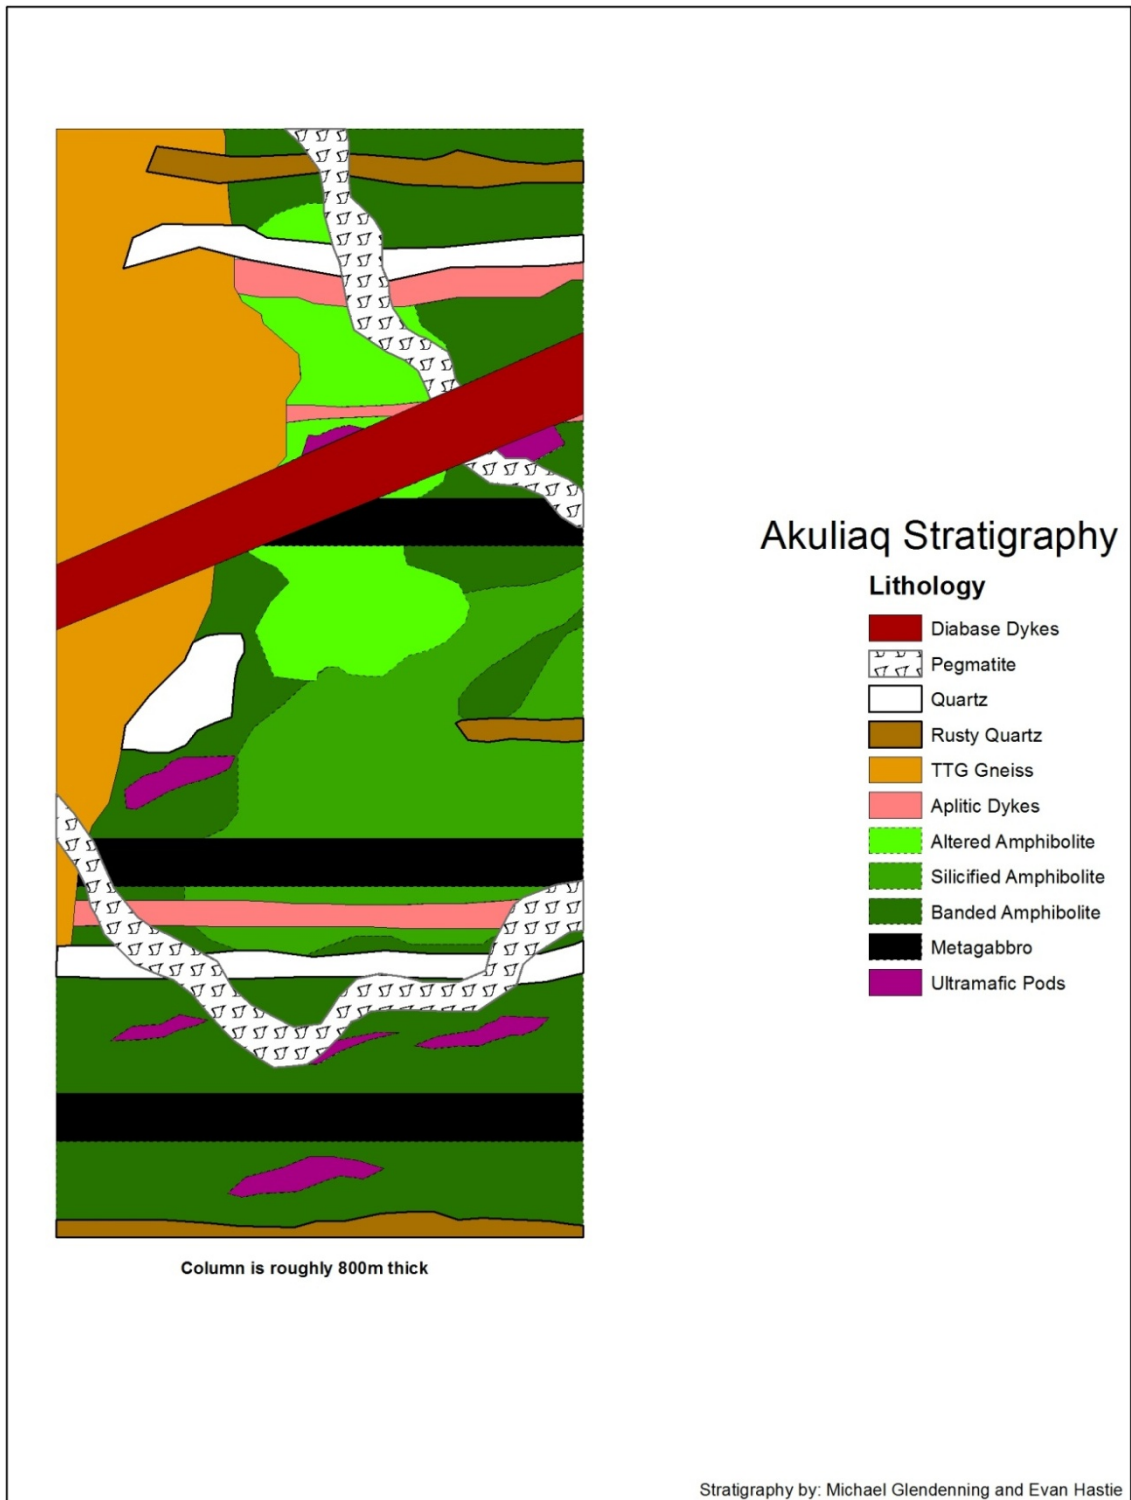 Akuliaq Stratigraphy
Lithology
Diabase Dykes
Pegmatite
Quartz
Rusty Quartz
TTG Gneiss
Aplitic Dykes
Altered Amphibolite
Silicified Amphibolite
Banded Amphibolite
Metagabbro
Ultramafic Pods
Column is roughly 800m thick
Stratigraphy by: Michael Glendenning and Evan Hastie